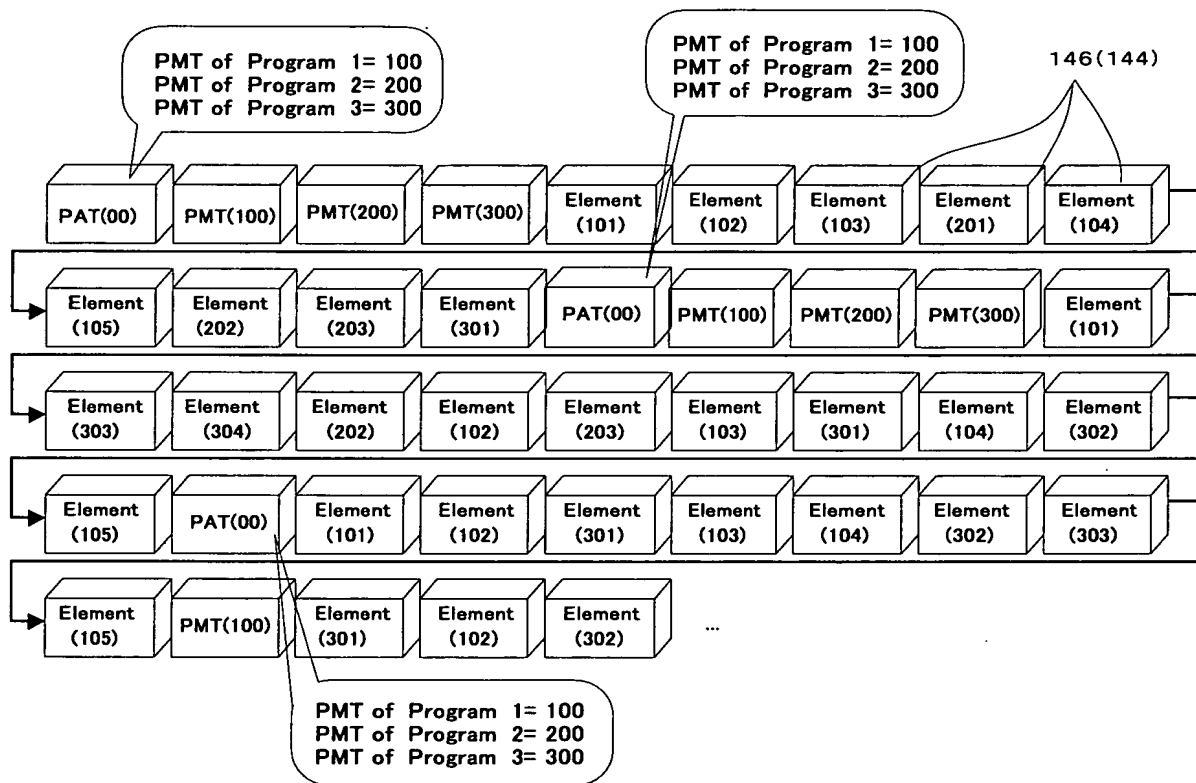 PMT of Program 1= 100
PMT of Program 2= 200
PMT of Program 3= 300
PMT of Program 1= 100
PMT of Program 2= 200
PMT of Program 3= 300
146(144)
PAT(00)
PMT(100)
PMT(200)
PMT(300)
Element
(101)
Element
(102)
Element
(103)
Element
(201)
Element
(104)
Element
(105)
Element
(202)
Element
(203)
Element
(301)
PAT(00)
PMT(100)
PMT(200)
PMT(300)
Element
(101)
Element
(303)
Element
(304)
Element
(202)
Element
(102)
Element
(203)
Element
(103)
Element
(301)
Element
(104)
Element
(302)
Element
(105)
PAT(00)
Element
(101)
Element
(102)
Element
(301)
Element
(103)
Element
(104)
Element
(302)
Element
(303)
Element
(105)
PMT(100)
Element
(301)
Element
(102)
Element
(302)
...
PMT of Program 1= 100
PMT of Program 2= 200
PMT of Program 3= 300